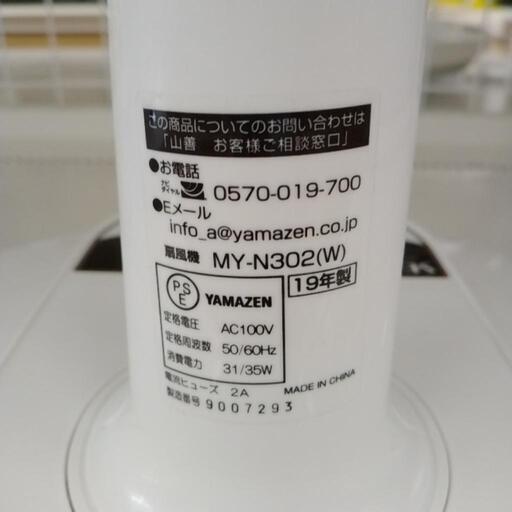 この商品についてのお問い合わせは
「山善 お客様ご相談窓口」
●お電話
ナビダイヤル 0570-019-700
●Eメール
info_a@yamazen.co.jp
扇風機 MY-N302(W)
19年製
PSE YAMAZEN
定格電圧 AC100V
定格周波数 50/60Hz
消費電力 31/35W
電流ヒューズ 2A MADE IN CHINA
製造番号 9007293